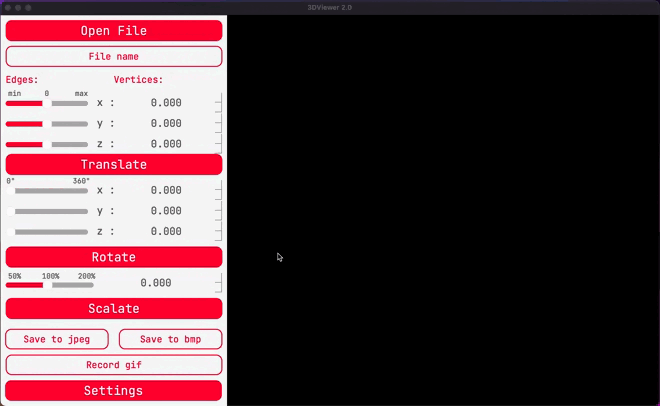 3DViewer 2.0
Open File
File name
Edges: Vertices:
min 0 max
x : 0.000
y : 0.000
z : 0.000
Translate
0° 360°
x : 0.000
y : 0.000
z : 0.000
Rotate
50% 100% 200%
0.000
Scalate
Save to jpeg Save to bmp
Record gif
Settings